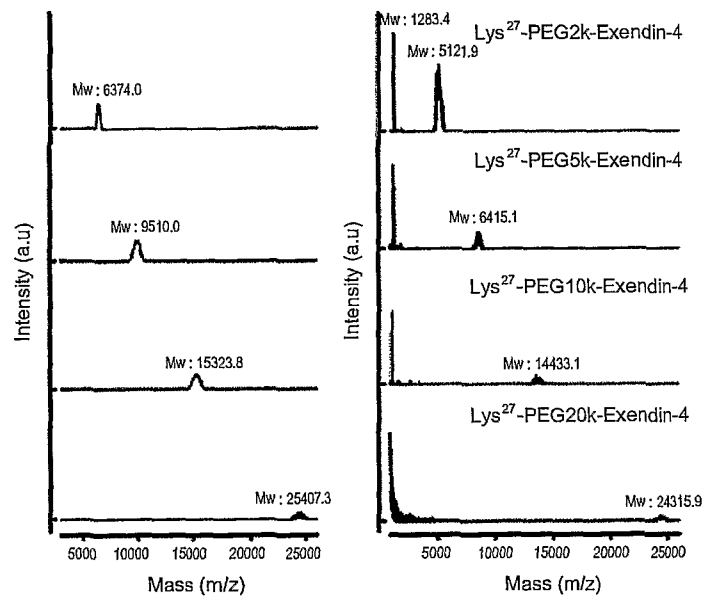 Mw : 6374.0
Mw : 9510.0
Mw : 15323.8
Mw : 25407.3
Intensity (a.u)
5000 10000 15000 20000 25000
Mass (m/z)
Mw : 1283.4
Lys27-PEG2k-Exendin-4
Mw : 5121.9
Lys27-PEG5k-Exendin-4
Mw : 6415.1
Lys27-PEG10k-Exendin-4
Mw : 14433.1
Lys27-PEG20k-Exendin-4
Mw : 24315.9
Intensity (a.u)
5000 10000 15000 20000 25000
Mass (m/z)